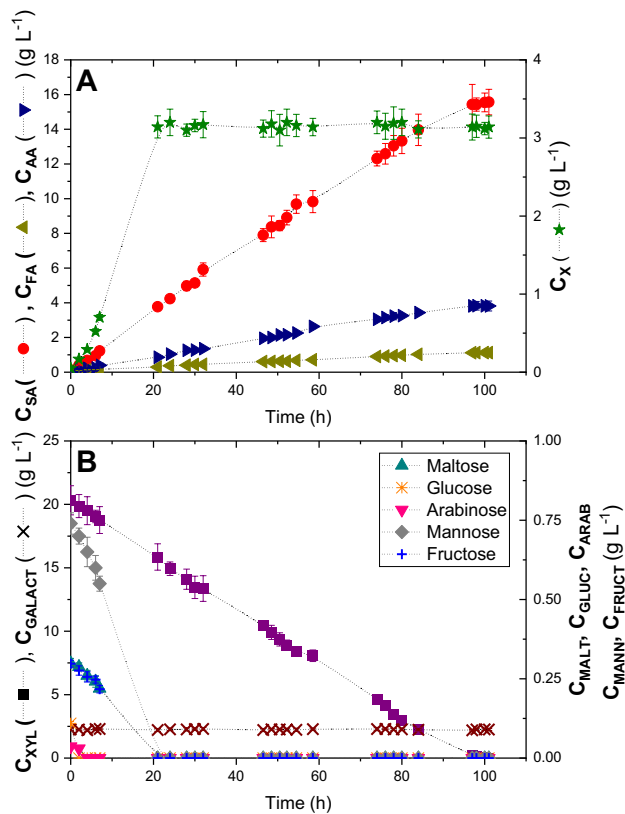 A
C_SA( ), C_FA ( ), C_AA ( ) (g L-1)
0 2 4 6 8 10 12 14 16 18
C_X ( ) (g L-1)
0 1 2 3 4
0 20 40 60 80 100
Time (h)
B
C_XYL ( ), C_GALACT( ) (g L-1)
0 5 10 15 20 25
Maltose
Glucose
Arabinose
Mannose
Fructose
C_MALT, C_GLUC, C_ARAB
C_MANN, C_FRUCT (g L-1)
0.00 0.25 0.50 0.75 1.00
0 20 40 60 80 100
Time (h)